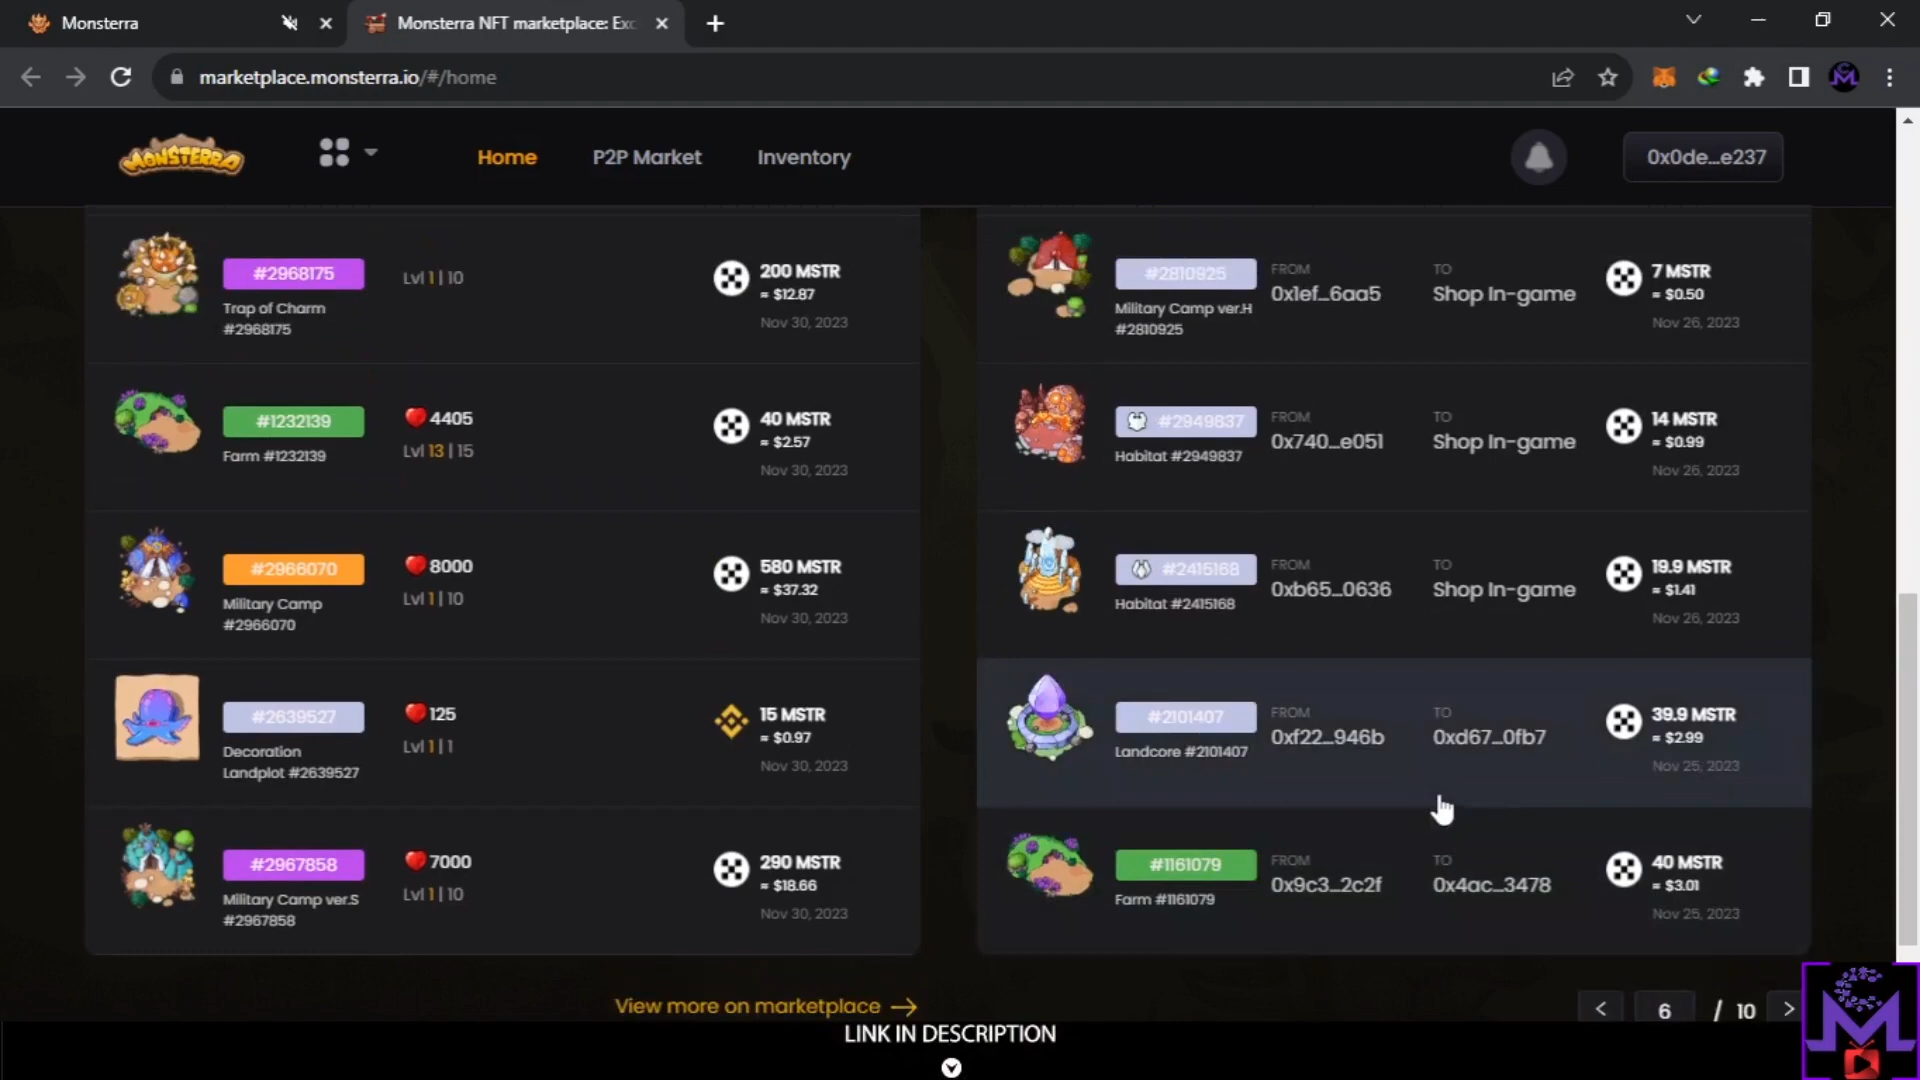 Monsterra
Monsterra NFT marketplace: Exc
marketplace.monsterra.io/#/home
MONSTERRA
Home
P2P Market
Inventory
0x0de...e237
#2968175
Trap of Charm
#2968175
Lvl 1 | 10
200 MSTR
≈ $12.87
Nov 30, 2023
#1232139
Farm #1232139
4405
Lvl 13 | 15
40 MSTR
≈ $2.57
Nov 30, 2023
#2966070
Military Camp
#2966070
8000
Lvl 1 | 10
580 MSTR
≈ $37.32
Nov 30, 2023
#2639527
Decoration
Landplot #2639527
125
Lvl 1 | 1
15 MSTR
≈ $0.97
Nov 30, 2023
#2967858
Military Camp ver.S
#2967858
7000
Lvl 1 | 10
290 MSTR
≈ $18.66
Nov 30, 2023
#2810925
Military Camp ver.H
#2810925
FROM
0x1ef...6aa5
TO
Shop In-game
7 MSTR
≈ $0.50
Nov 26, 2023
#2949837
Habitat #2949837
FROM
0x740...e051
TO
Shop In-game
14 MSTR
≈ $0.99
Nov 26, 2023
#2415168
Habitat #2415168
FROM
0xb65...0636
TO
Shop In-game
19.9 MSTR
≈ $1.41
Nov 26, 2023
#2101407
Landcore #2101407
FROM
0xf22...946b
TO
0xd67...0fb7
39.9 MSTR
≈ $2.99
Nov 25, 2023
#1161079
Farm #1161079
FROM
0x9c3...2c2f
TO
0x4ac...3478
40 MSTR
≈ $3.01
Nov 25, 2023
View more on marketplace →
< 6 / 10 >
LINK IN DESCRIPTION